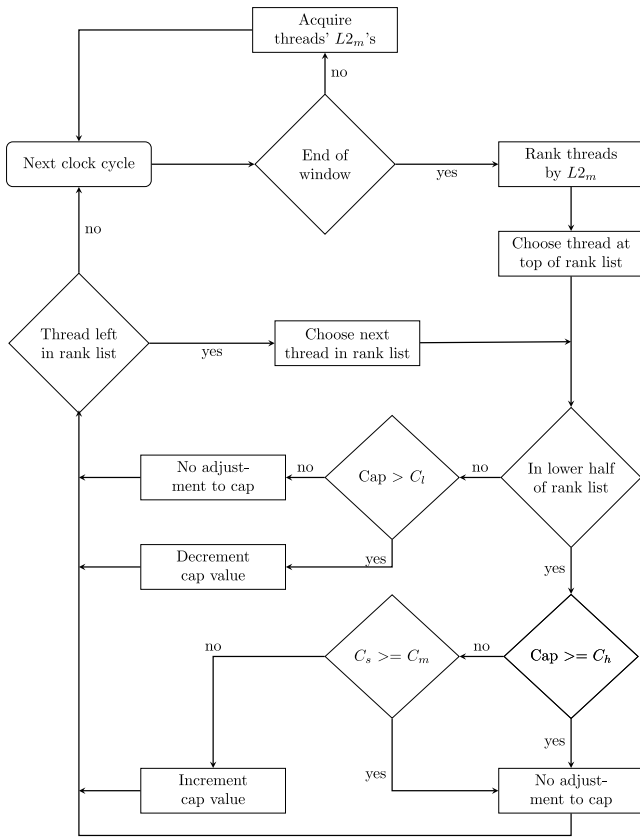 Acquire
threads' L2ₘ's
no
Next clock cycle
End of
window
yes
Rank threads
by L2ₘ
no
Choose thread at
top of rank list
Thread left
in rank list
yes
Choose next
thread in rank list
No adjust-
ment to cap
no
Cap > Cₗ
no
In lower half
of rank list
Decrement
cap value
yes
yes
no
Cₛ >= Cₘ
no
Cap >= Cₕ
yes
yes
Increment
cap value
No adjust-
ment to cap